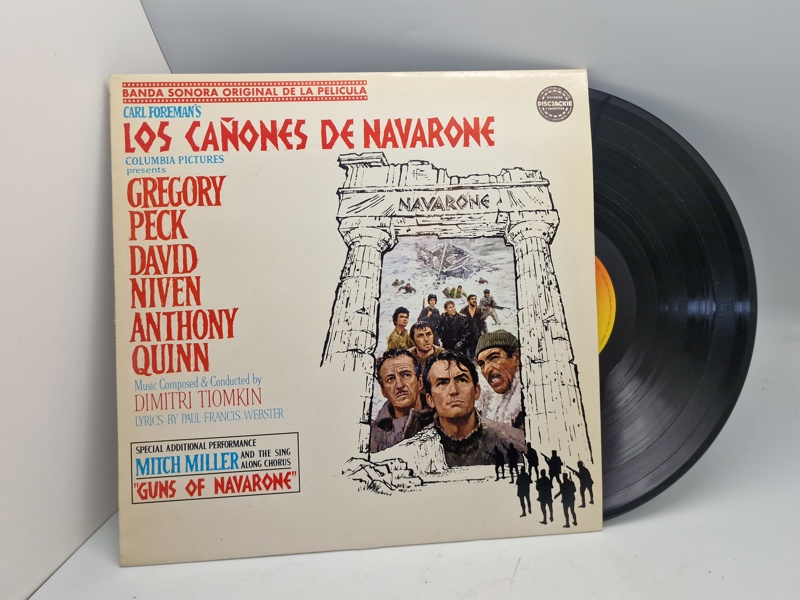 BANDA SONORA ORIGINAL DE LA PELICULA
CARL FOREMAN'S
LOS CAÑONES DE NAVARONE
COLUMBIA PICTURES
presents
GREGORY
PECK
DAVID
NIVEN
ANTHONY
QUINN
Music Composed & Conducted by
DIMITRI TIOMKIN
LYRICS BY PAUL FRANCIS WEBSTER
SPECIAL ADDITIONAL PERFORMANCE
MITCH MILLER AND THE SING
ALONG CHORUS
"GUNS OF NAVARONE"
DISCJACKIE
NAVARONE